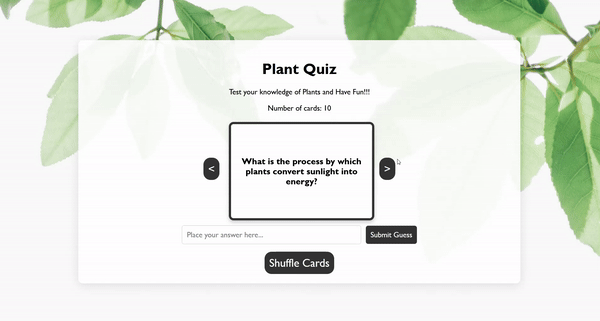 Plant Quiz
Test your knowledge of Plants and Have Fun!!!
Number of cards: 10
<
What is the process by which
plants convert sunlight into
energy?
>
Place your answer here...
Submit Guess
Shuffle Cards